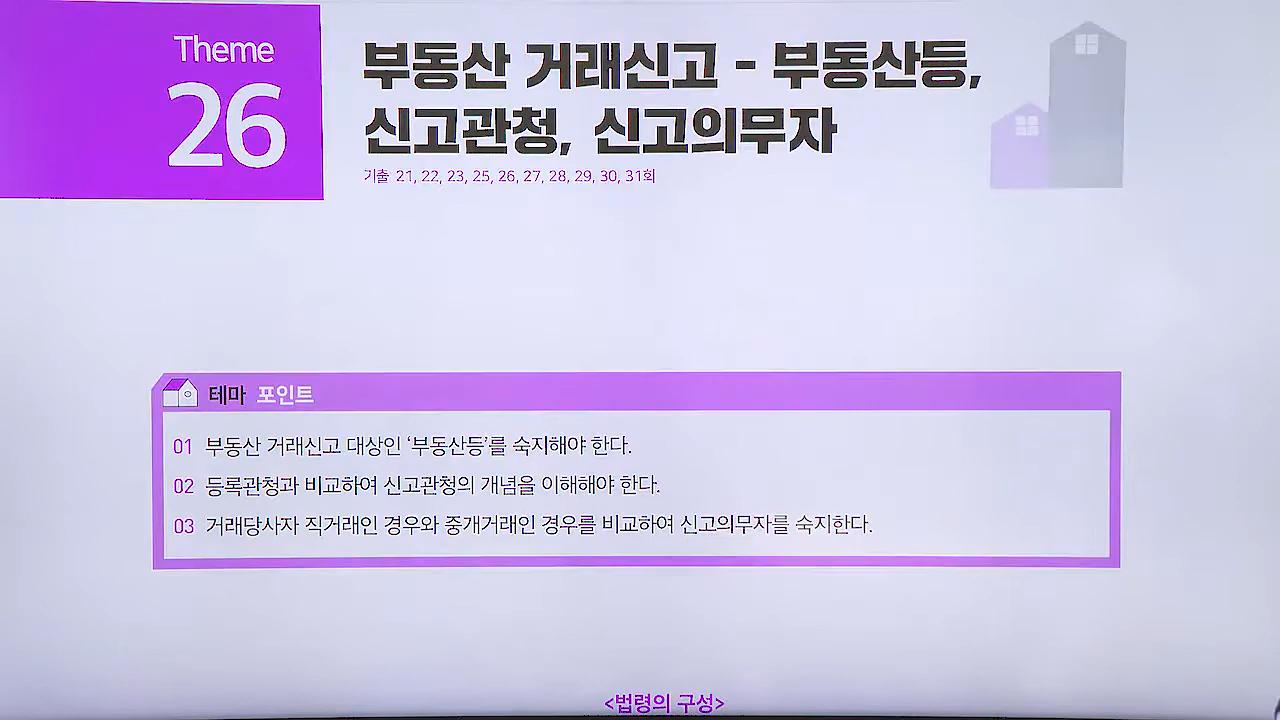 Theme
26
부동산 거래신고 - 부동산등,
신고관청, 신고의무자
기출 21, 22, 23, 25, 26, 27, 28, 29, 30, 31회
테마 포인트
01 부동산 거래신고 대상인 ‘부동산등’를 숙지해야 한다.
02 등록관청과 비교하여 신고관청의 개념을 이해해야 한다.
03 거래당사자 직거래인 경우와 중개거래인 경우를 비교하여 신고의무자를 숙지한다.
<법령의 구성>